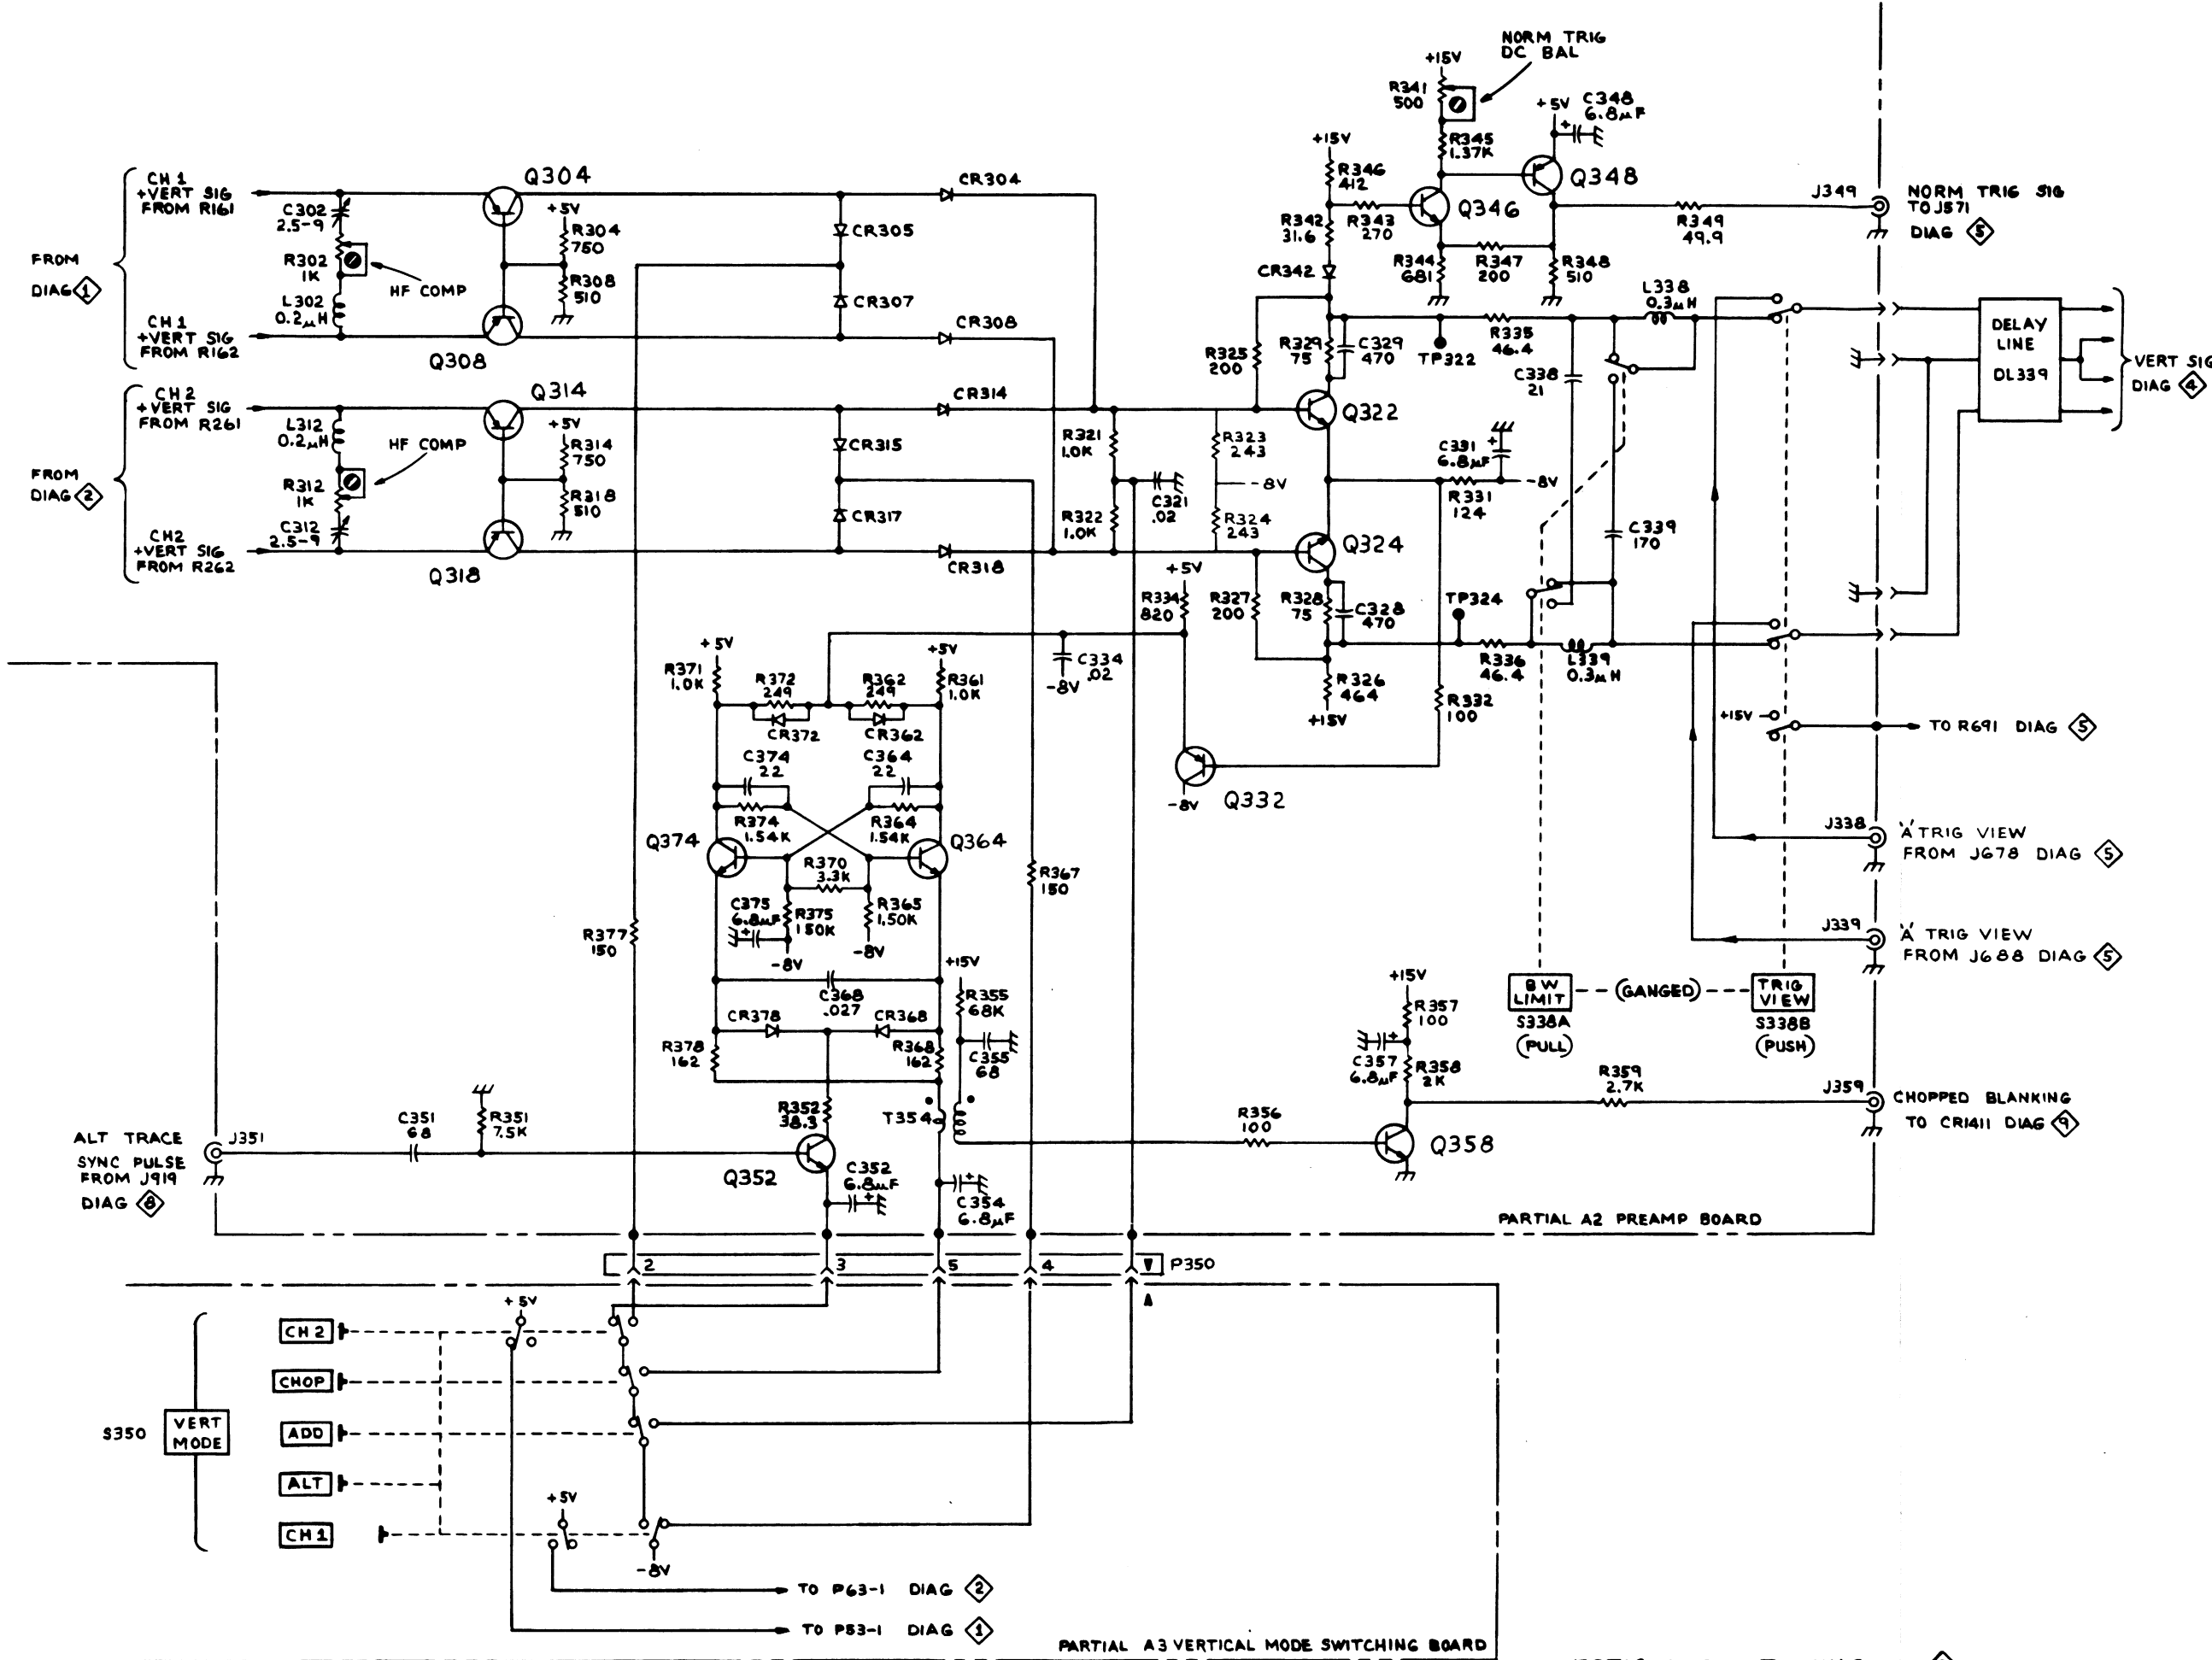 NORM TRIG
DC BAL
+15V
R341
500
+5V
C348
6.8µF
+15V
R345
1.37K
R346
412
Q348
Q346
R343
270
R342
31.6
R344
681
R347
200
R348
510
CR342
J349
R349
49.9
NORM TRIG SIG
TO J571
DIAG 5
CH 1
+VERT SIG
FROM R161
C302
2.5-9
R302
1K
L302
0.2µH
HF COMP
Q304
+5V
R304
750
R308
510
FROM
DIAG 1
CH 1
+VERT SIG
FROM R162
Q308
CR304
CR305
CR307
CR308
CH 2
+VERT SIG
FROM R261
L312
0.2µH
HF COMP
R312
1K
C312
2.5-9
Q314
+5V
R314
750
R318
510
FROM
DIAG 2
CH2
+VERT SIG
FROM R262
Q318
CR314
CR315
CR317
CR318
R321
1.0K
R322
1.0K
C321
.02
R323
243
-8V
R324
243
R325
200
R329
75
C329
470
TP322
R335
46.4
L338
0.3µH
C338
21
Q322
C331
6.8µF
R331
124
-8V
Q324
C339
170
DELAY
LINE
DL339
VERT SIG
DIAG 4
+5V
R334
820
R327
200
R328
75
C328
470
TP324
R336
46.4
L339
0.3µH
R326
464
+15V
R332
100
C334
.02
-8V
Q332
-8V
+15V
TO R691 DIAG 5
J338
'A' TRIG VIEW
FROM J678 DIAG 5
J339
'A' TRIG VIEW
FROM J688 DIAG 5
+5V
R371
1.0K
R372
249
R362
249
+5V
R361
1.0K
CR372
CR362
C374
22
C364
22
R374
1.54K
R364
1.54K
Q374
Q364
R370
3.3K
C375
6.8µF
R375
150K
R365
1.50K
-8V
-8V
R367
150
R377
150
C368
.027
+15V
R355
68K
CR378
CR368
R378
162
R368
162
C355
68
R352
38.3
T354
BW
LIMIT
(GANGED)
TRIG
VIEW
S338A
(PULL)
S338B
(PUSH)
+15V
R357
100
C357
6.8µF
R358
2K
R359
2.7K
J359
CHOPPED BLANKING
TO CR1411 DIAG 9
R356
100
Q358
ALT TRACE
SYNC PULSE
FROM J919
DIAG 8
J351
C351
68
R351
7.5K
Q352
C352
6.8µF
C354
6.8µF
PARTIAL A2 PREAMP BOARD
2
3
5
4
P350
+5V
CH 2
CHOP
S350
VERT
MODE
ADD
ALT
CH 1
+5V
-8V
TO P63-1 DIAG 2
TO P53-1 DIAG 1
PARTIAL A3 VERTICAL MODE SWITCHING BOARD